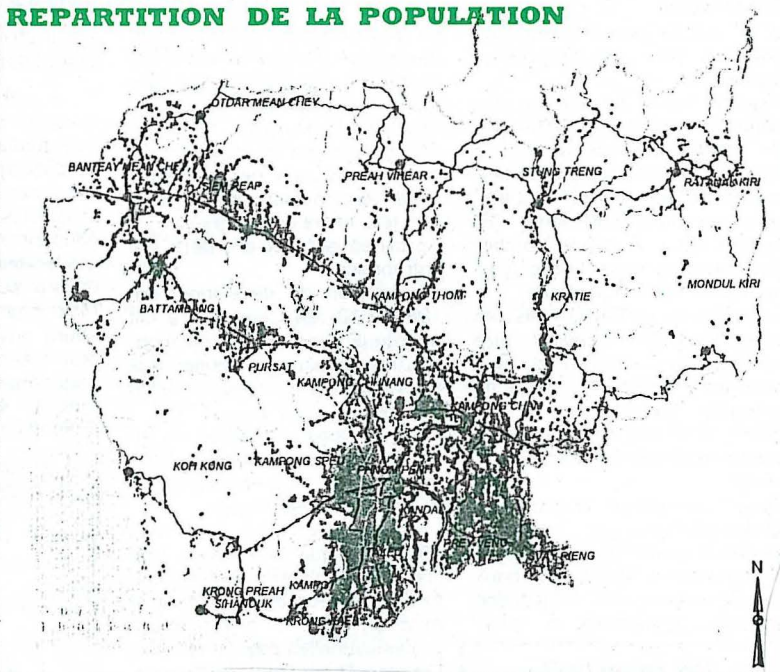 REPARTITION DE LA POPULATION
OTDAR MEAN CHEY
BANTEAY MEAN CHEY
SIEM REAP
PREAH VIHEAR
STUNG TRENG
RATANAK KIRI
MONDUL KIRI
KAMPONG THOM
KRATIE
BATTAMBANG
PURSAT
KAMPONG CHHNANG
KAMPONG CHAM
KOH KONG
KAMPONG SPEU
PHNOM PENH
KANDAL
PREY VENG
SVAY RIENG
TAKEO
KRONG PREAH
SIHANOUK
KAMPOT
KRONG KAEB
N